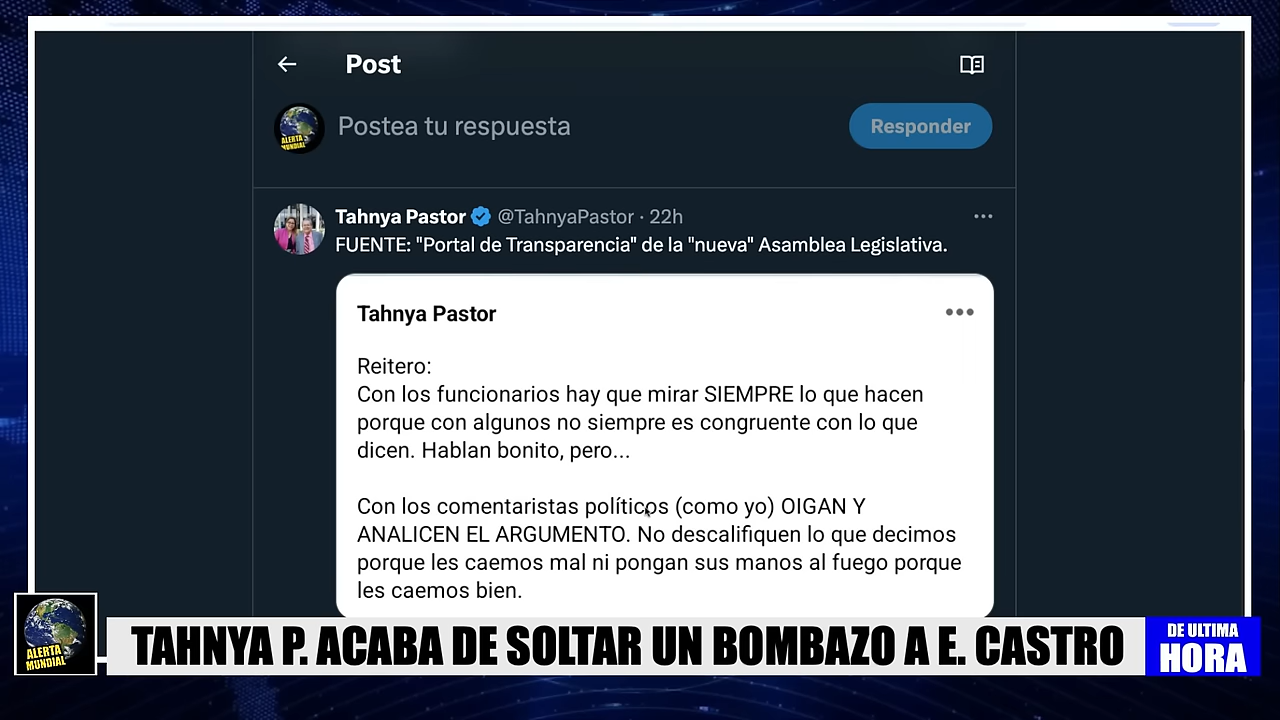 Post
ALERTA
MUNDIAL
Postea tu respuesta
Responder
Tahnya Pastor @TahnyaPastor · 22h
FUENTE: "Portal de Transparencia" de la "nueva" Asamblea Legislativa.
Tahnya Pastor
Reitero:
Con los funcionarios hay que mirar SIEMPRE lo que hacen
porque con algunos no siempre es congruente con lo que
dicen. Hablan bonito, pero...
Con los comentaristas políticos (como yo) OIGAN Y
ANALICEN EL ARGUMENTO. No descalifiquen lo que decimos
porque les caemos mal ni pongan sus manos al fuego porque
les caemos bien.
ALERTA
MUNDIAL
TAHNYA P. ACABA DE SOLTAR UN BOMBAZO A E. CASTRO
DE ULTIMA
HORA